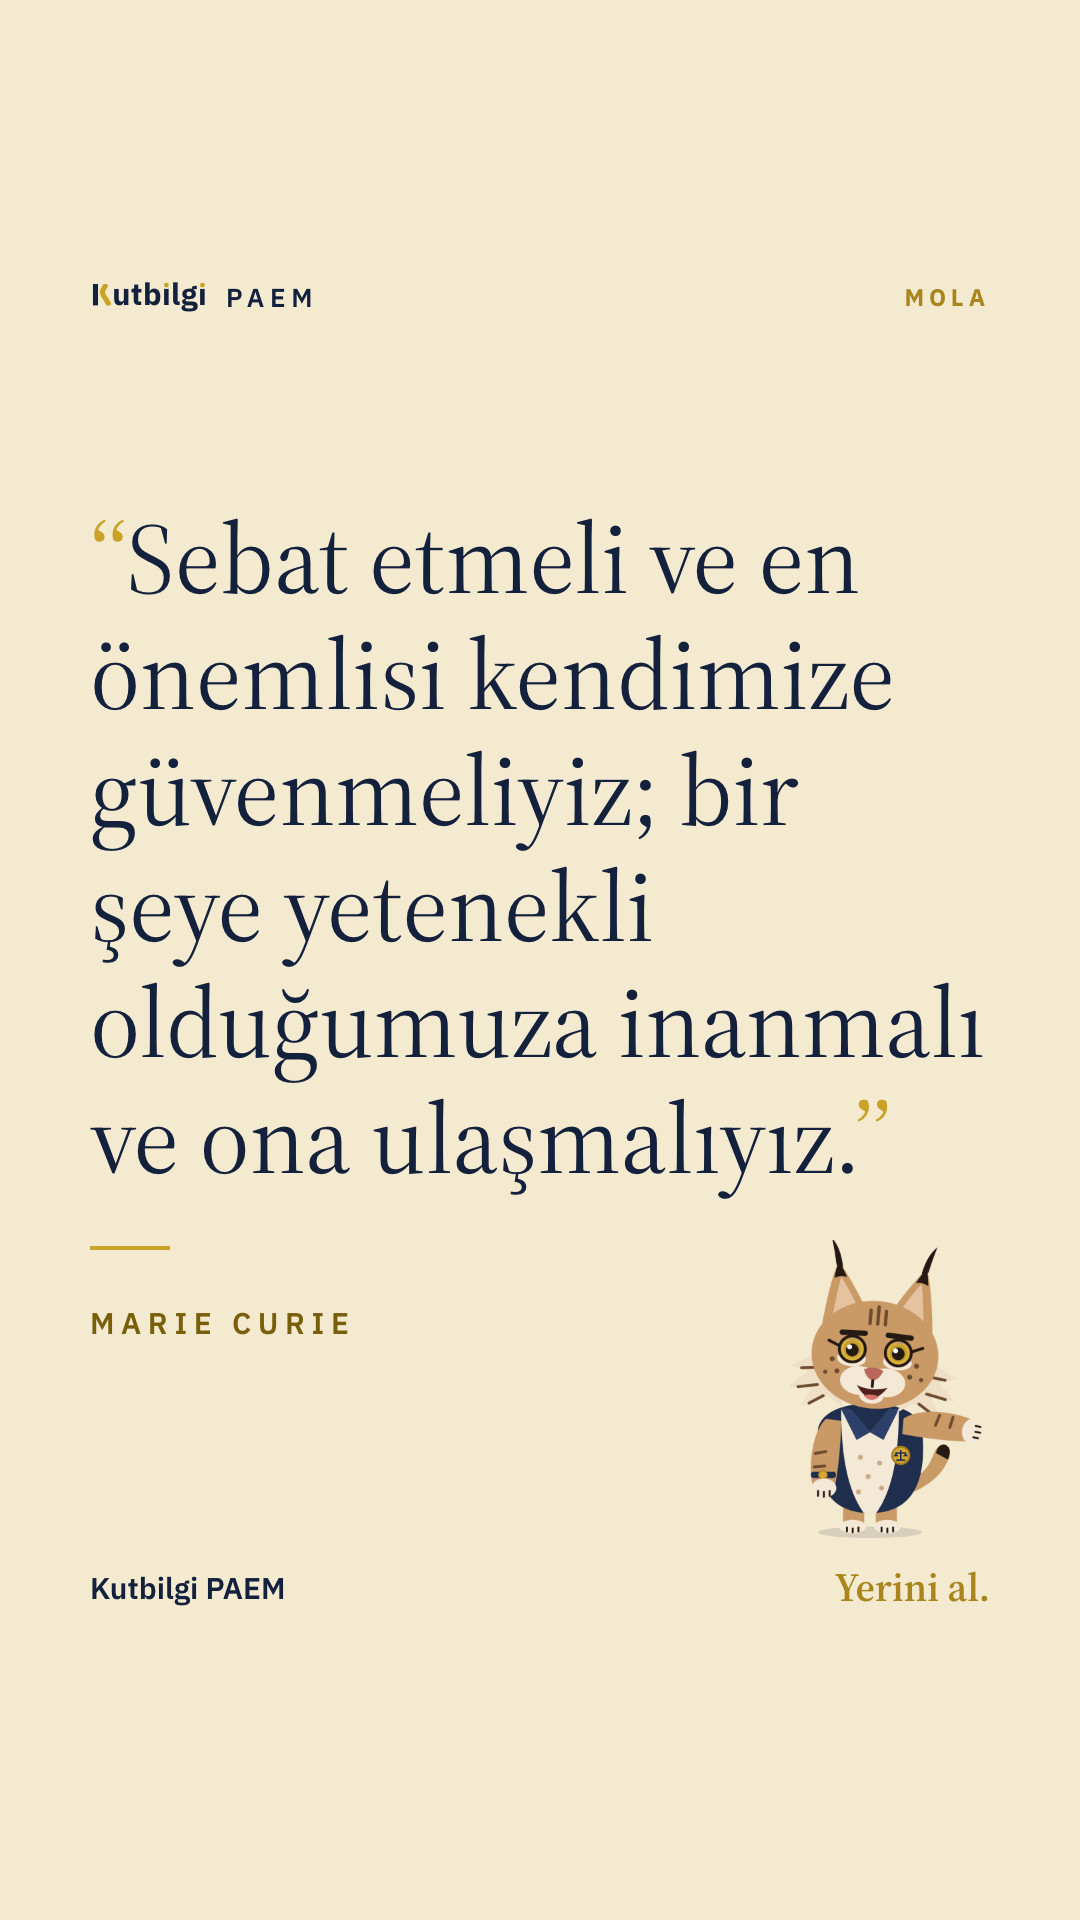 Kutbilgi PAEM
MOLA
“Sebat etmeli ve en
önemlisi kendimize
güvenmeliyiz; bir
şeye yetenekli
olduğumuza inanmalı
ve ona ulaşmalıyız.”
MARIE CURIE
Kutbilgi PAEM
Yerini al.